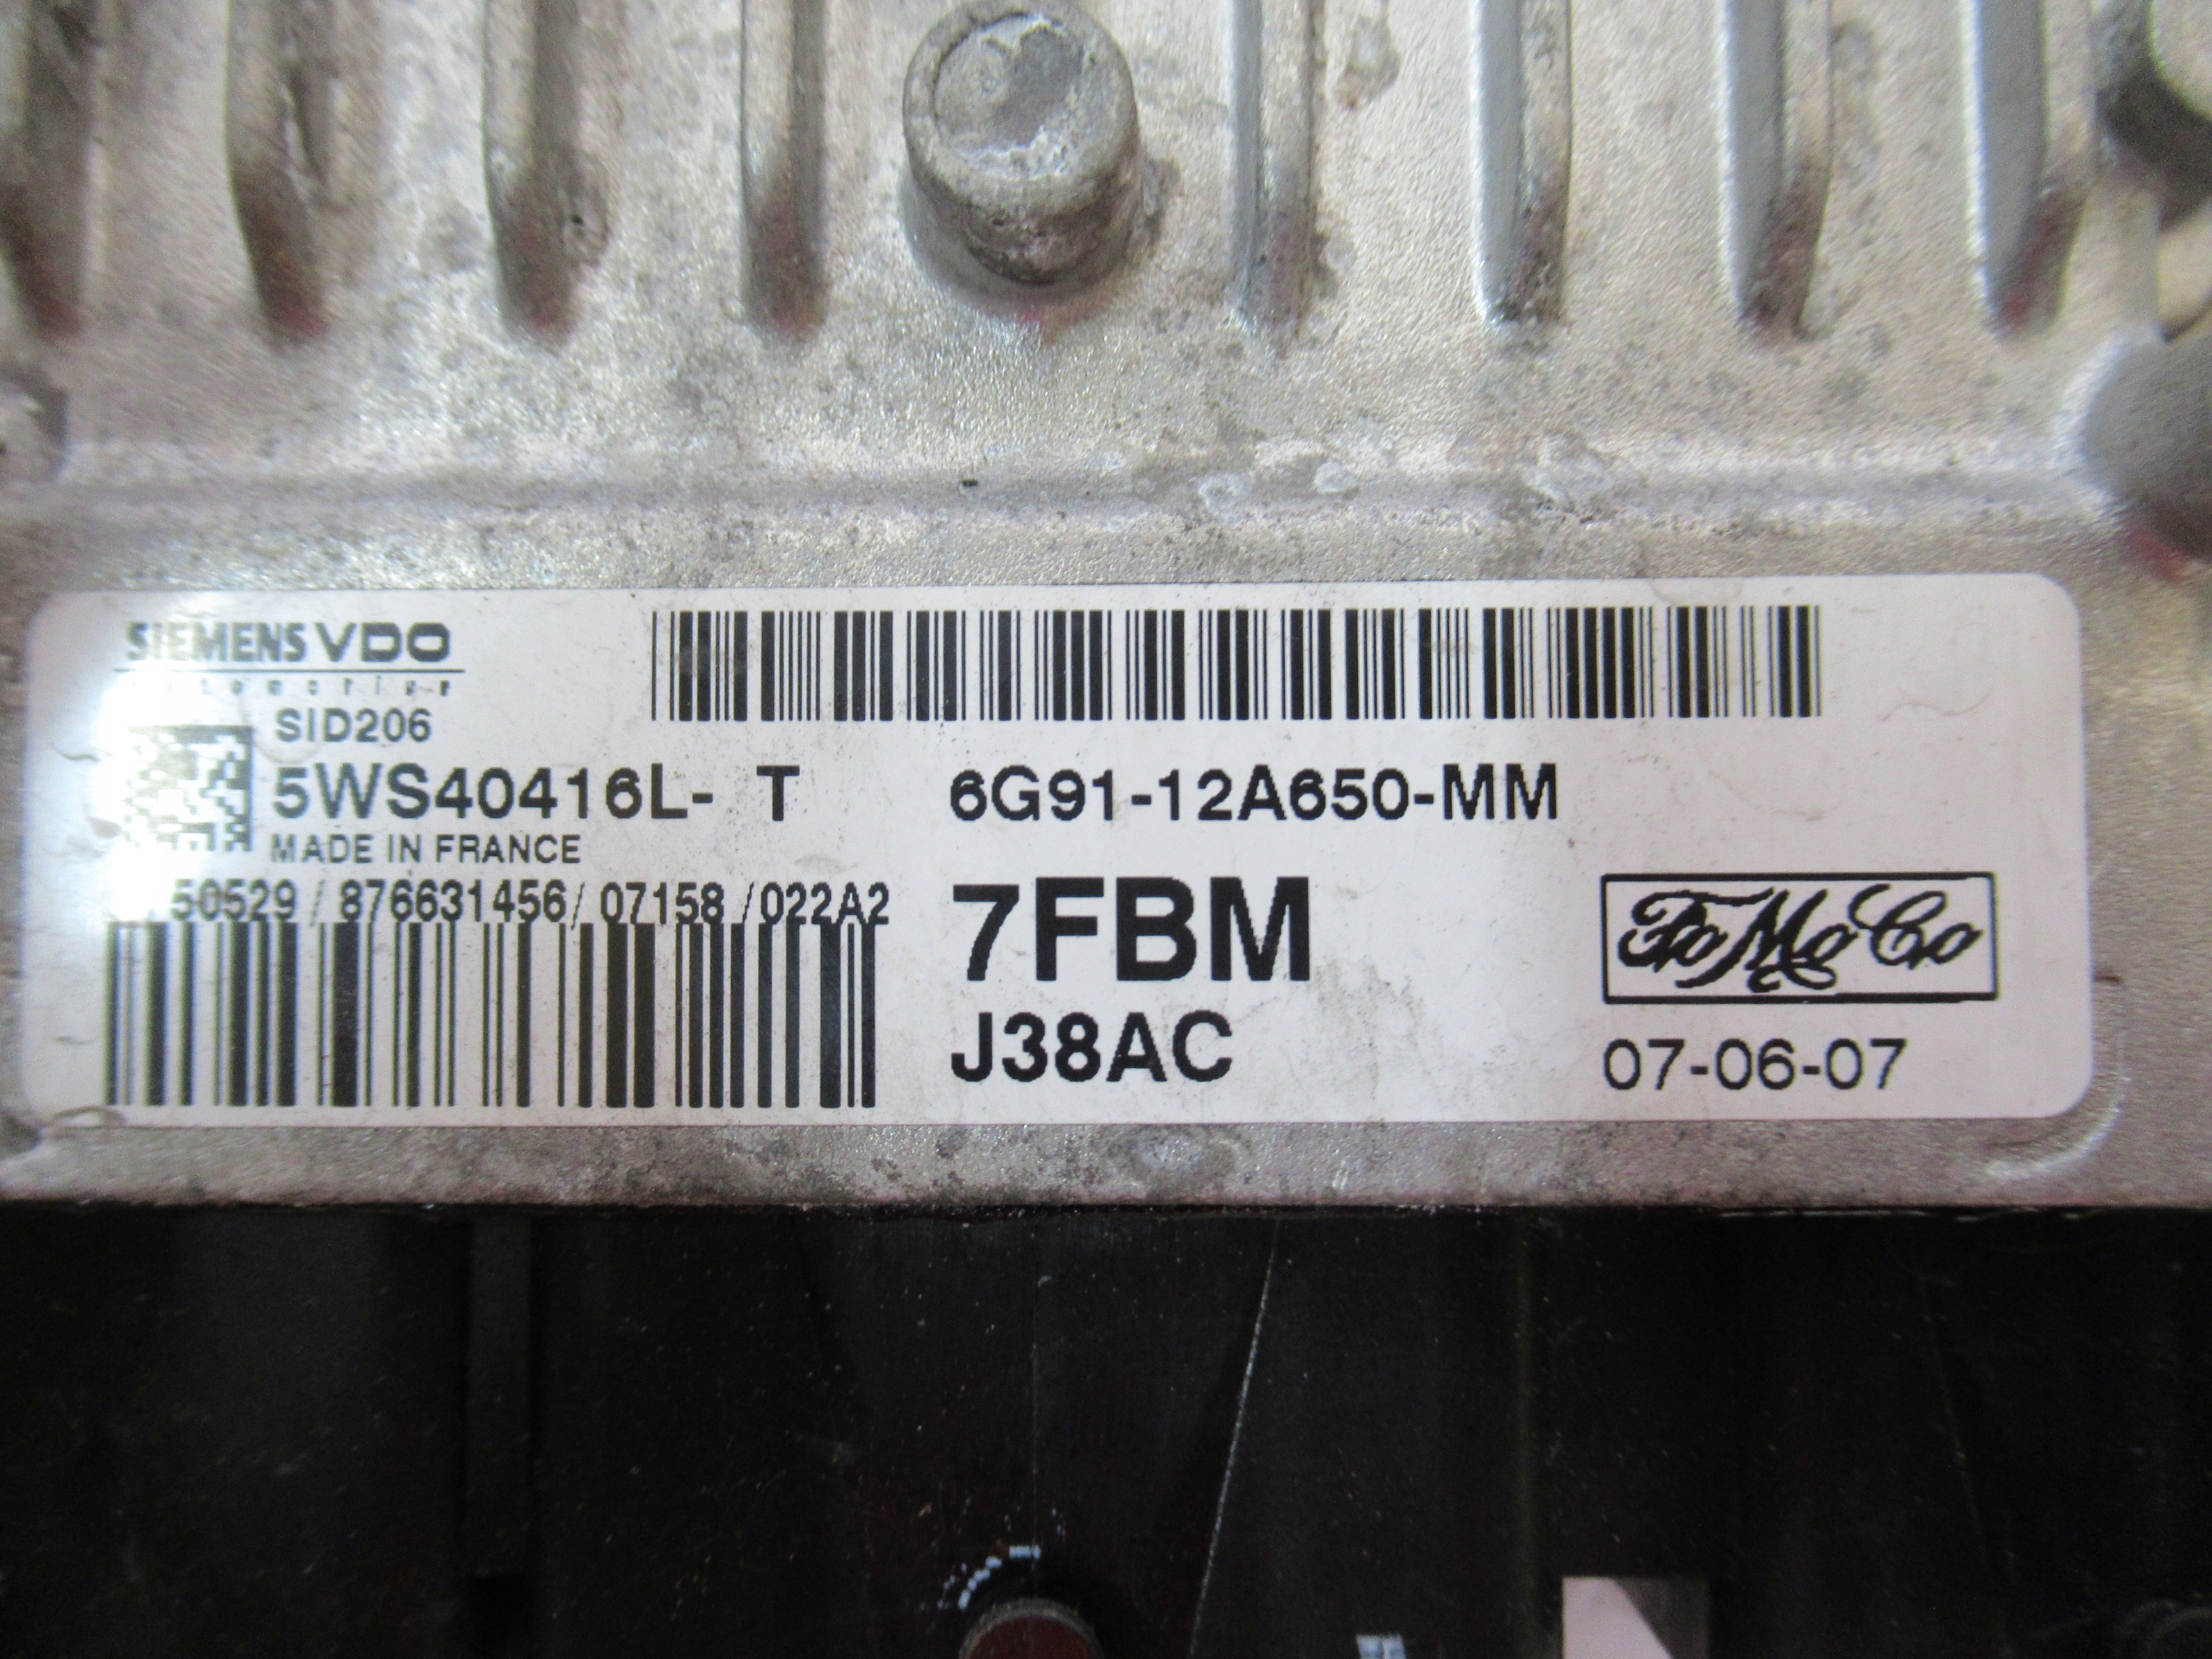 SIEMENS VDO
Automotive
SID206
5WS40416L- T 6G91-12A650-MM
MADE IN FRANCE
50529 / 876631456/ 07158 /022A2
7FBM
FoMoCo
J38AC
07-06-07